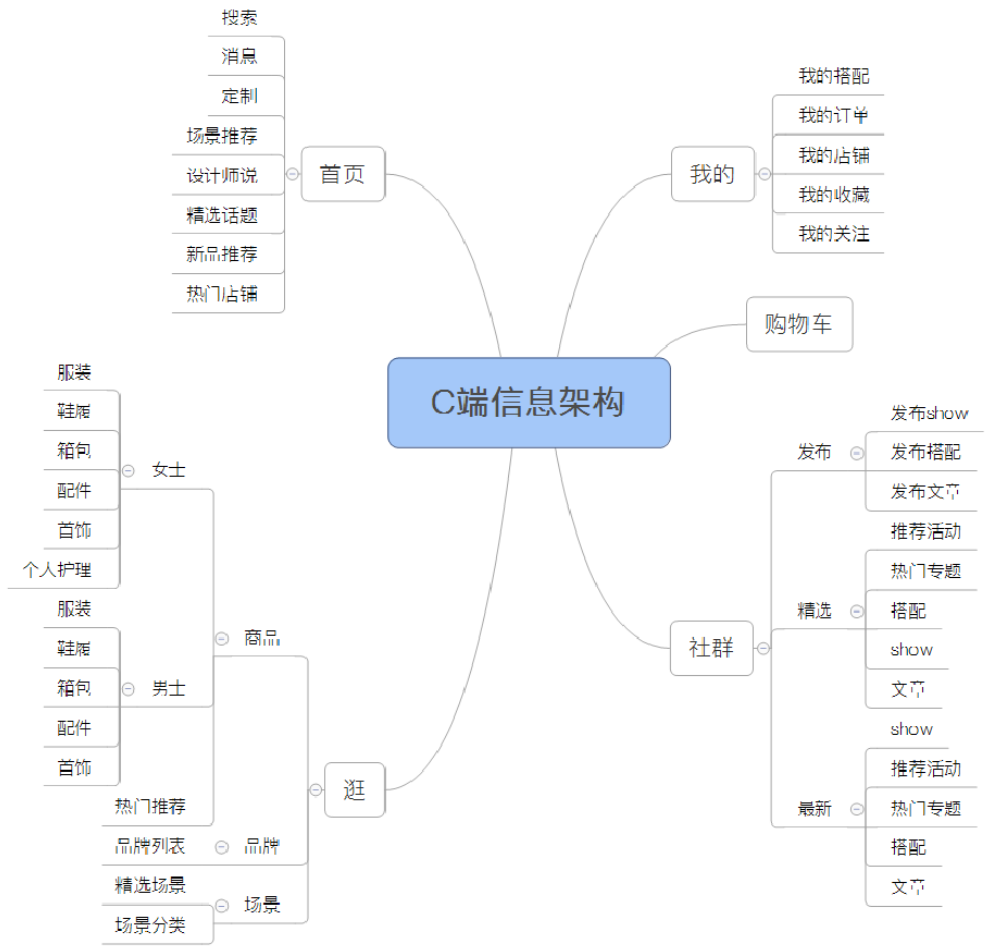 C端信息架构
首页
搜索
消息
定制
场景推荐
设计师说
精选话题
新品推荐
热门店铺
我的
我的搭配
我的订单
我的店铺
我的收藏
我的关注
购物车
社群
发布
发布show
发布搭配
发布文章
精选
推荐活动
热门专题
搭配
show
文章
最新
show
推荐活动
热门专题
搭配
文章
逛
商品
女士
服装
鞋履
箱包
配件
首饰
个人护理
男士
服装
鞋履
箱包
配件
首饰
热门推荐
品牌
品牌列表
场景
精选场景
场景分类